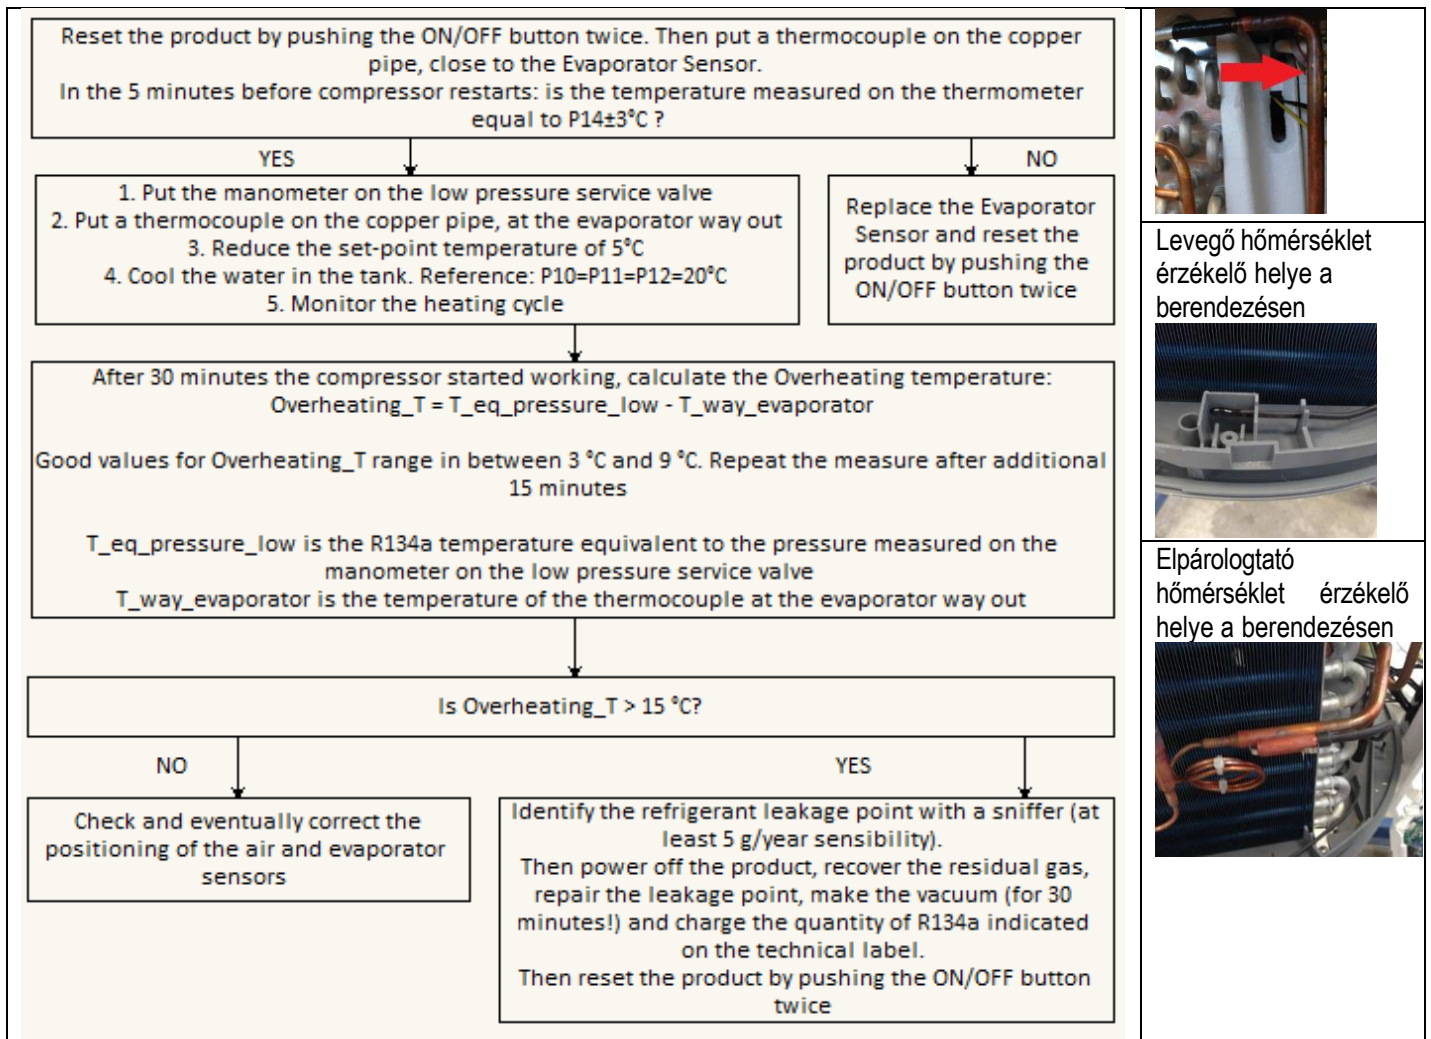 Reset the product by pushing the ON/OFF button twice. Then put a thermocouple on the copper
pipe, close to the Evaporator Sensor.
In the 5 minutes before compressor restarts: is the temperature measured on the thermometer
equal to P14±3°C ?
YES
NO
1. Put the manometer on the low pressure service valve
2. Put a thermocouple on the copper pipe, at the evaporator way out
3. Reduce the set-point temperature of 5°C
4. Cool the water in the tank. Reference: P10=P11=P12=20°C
5. Monitor the heating cycle
Replace the Evaporator
Sensor and reset the
product by pushing the
ON/OFF button twice
After 30 minutes the compressor started working, calculate the Overheating temperature:
Overheating_T = T_eq_pressure_low - T_way_evaporator
Good values for Overheating_T range in between 3 °C and 9 °C. Repeat the measure after additional
15 minutes
T_eq_pressure_low is the R134a temperature equivalent to the pressure measured on the
manometer on the low pressure service valve
T_way_evaporator is the temperature of the thermocouple at the evaporator way out
Is Overheating_T > 15 °C?
NO
YES
Check and eventually correct the
positioning of the air and evaporator
sensors
Identify the refrigerant leakage point with a sniffer (at
least 5 g/year sensibility).
Then power off the product, recover the residual gas,
repair the leakage point, make the vacuum (for 30
minutes!) and charge the quantity of R134a indicated
on the technical label.
Then reset the product by pushing the ON/OFF button
twice
Levegő hőmérséklet
érzékelő helye a
berendezésen
Elpárologtató
hőmérséklet érzékelő
helye a berendezésen